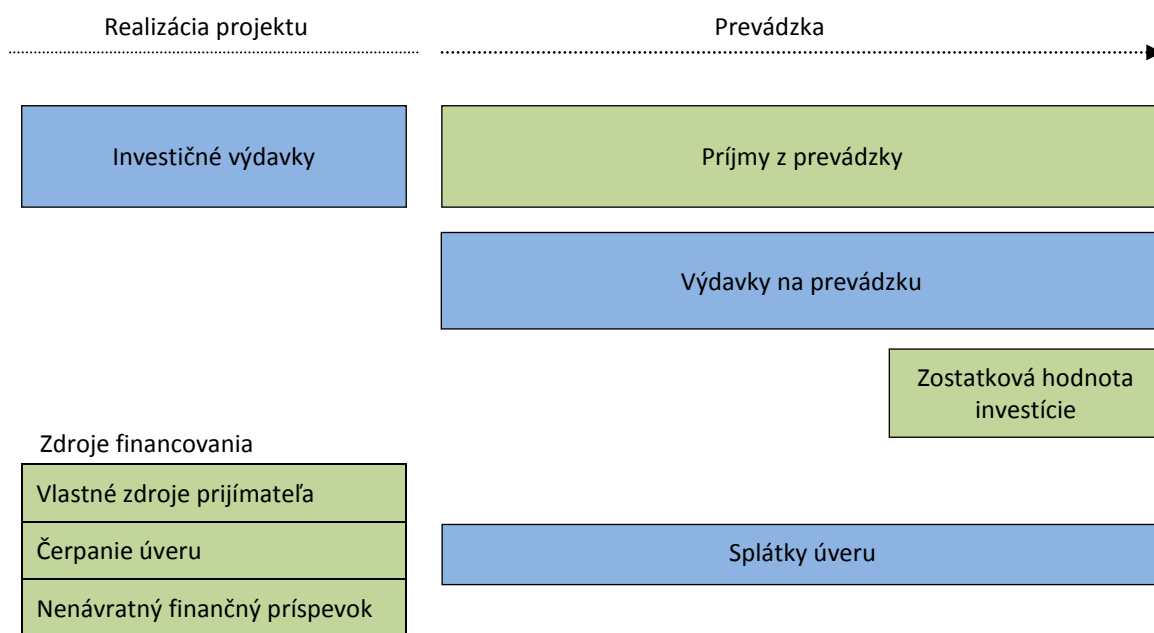 Realizácia projektu
Prevádzka
Investičné výdavky
Príjmy z prevádzky
Výdavky na prevádzku
Zostatková hodnota
investície
Zdroje financovania
Vlastné zdroje prijímateľa
Čerpanie úveru
Splátky úveru
Nenávratný finančný príspevok